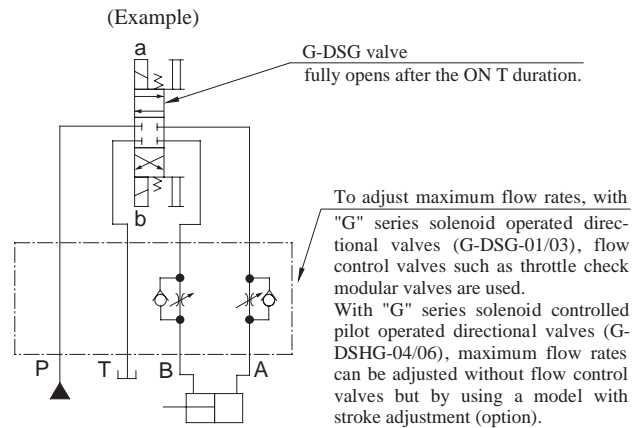 (Example)
a
G-DSG valve
fully opens after the ON T duration.
b
To adjust maximum flow rates, with
"G" series solenoid operated direc-
tional valves (G-DSG-01/03), flow
control valves such as throttle check
modular valves are used.
With "G" series solenoid controlled
pilot operated directional valves (G-
DSHG-04/06), maximum flow rates
can be adjusted without flow control
valves but by using a model with
stroke adjustment (option).
P T B A